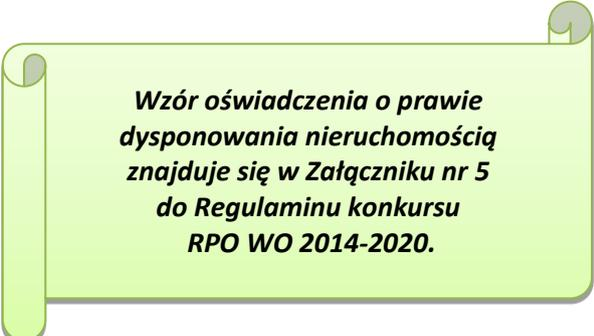 Wzór oświadczenia o prawie
dysponowania nieruchomością
znajduje się w Załączniku nr 5
do Regulaminu konkursu
RPO WO 2014-2020.